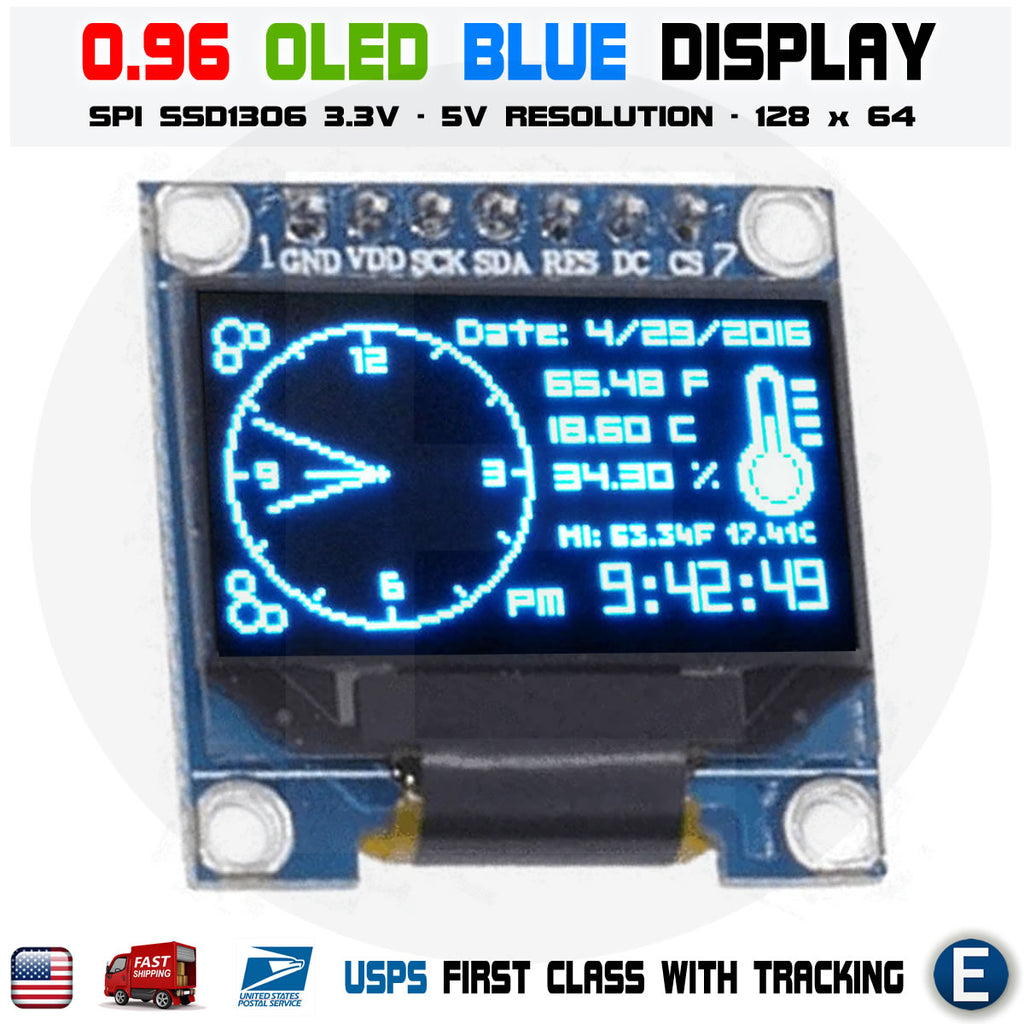 0.96 OLED BLUE DISPLAY
SPI SSD1306 3.3V - 5V RESOLUTION - 128 x 64
1 GND VDD SCK SDA RES DC CS 7
Date: 4/29/2016
12
65.48 F
18.60 C
9
3
34.30 %
HI: 63.34F 17.41C
6
pm 9:42:49
FAST
SHIPPING
UNITED STATES
POSTAL SERVICE
USPS FIRST CLASS WITH TRACKING
E